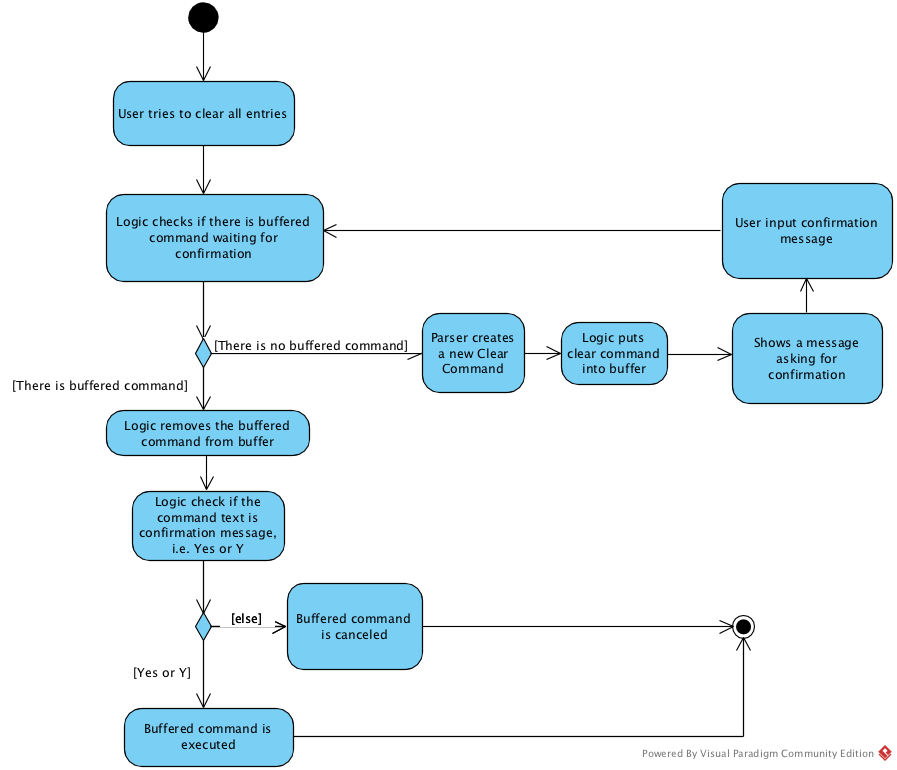 User tries to clear all entries
Logic checks if there is buffered
command waiting for
confirmation
User input confirmation
message
[There is no buffered command]
Parser creates
a new Clear
Command
Logic puts
clear command
into buffer
Shows a message
asking for
confirmation
[There is buffered command]
Logic removes the buffered
command from buffer
Logic check if the
command text is
confirmation message,
i.e. Yes or Y
[else]
Buffered command
is canceled
[Yes or Y]
Buffered command is
executed
Powered By Visual Paradigm Community Edition